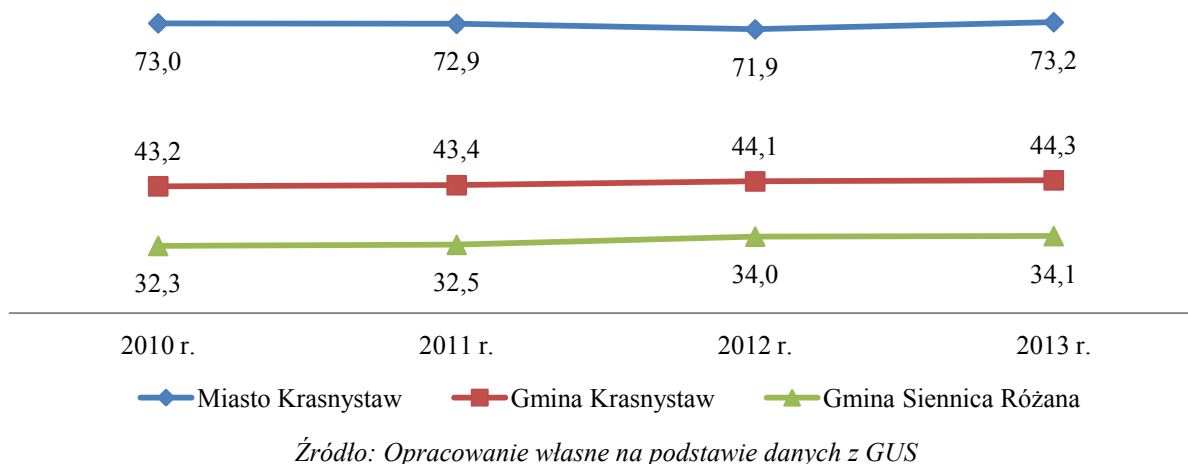 73,0 72,9 71,9 73,2
43,2 43,4 44,1 44,3
32,3 32,5 34,0 34,1
2010 r. 2011 r. 2012 r. 2013 r.
Miasto Krasnystaw Gmina Krasnystaw Gmina Siennica Różana
Źródło: Opracowanie własne na podstawie danych z GUS